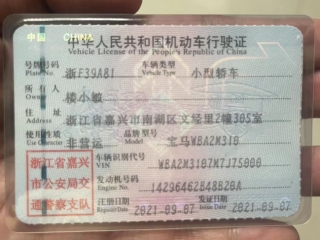 中国 CHINA
中华人民共和国机动车行驶证
Vehicle License of the People's Republic of China
号牌号码 浙F39A81 车辆类型 小型轿车
Plate No. Vehicle Type
所有人 楼小敏
Owner
住址 浙江省嘉兴市南湖区文经里2幢305室
Address
使用性质 非营运 品牌型号 宝马WBA2M310
Use Character Model
浙江省嘉兴 车辆识别代号 WBA2M3107M7J75000
VIN
市公安局交 发动机号码 14296462B48B20A
Engine No.
通警察支队 注册日期 2021-09-07 发证日期 2021-09-07
Register Date Issue Date